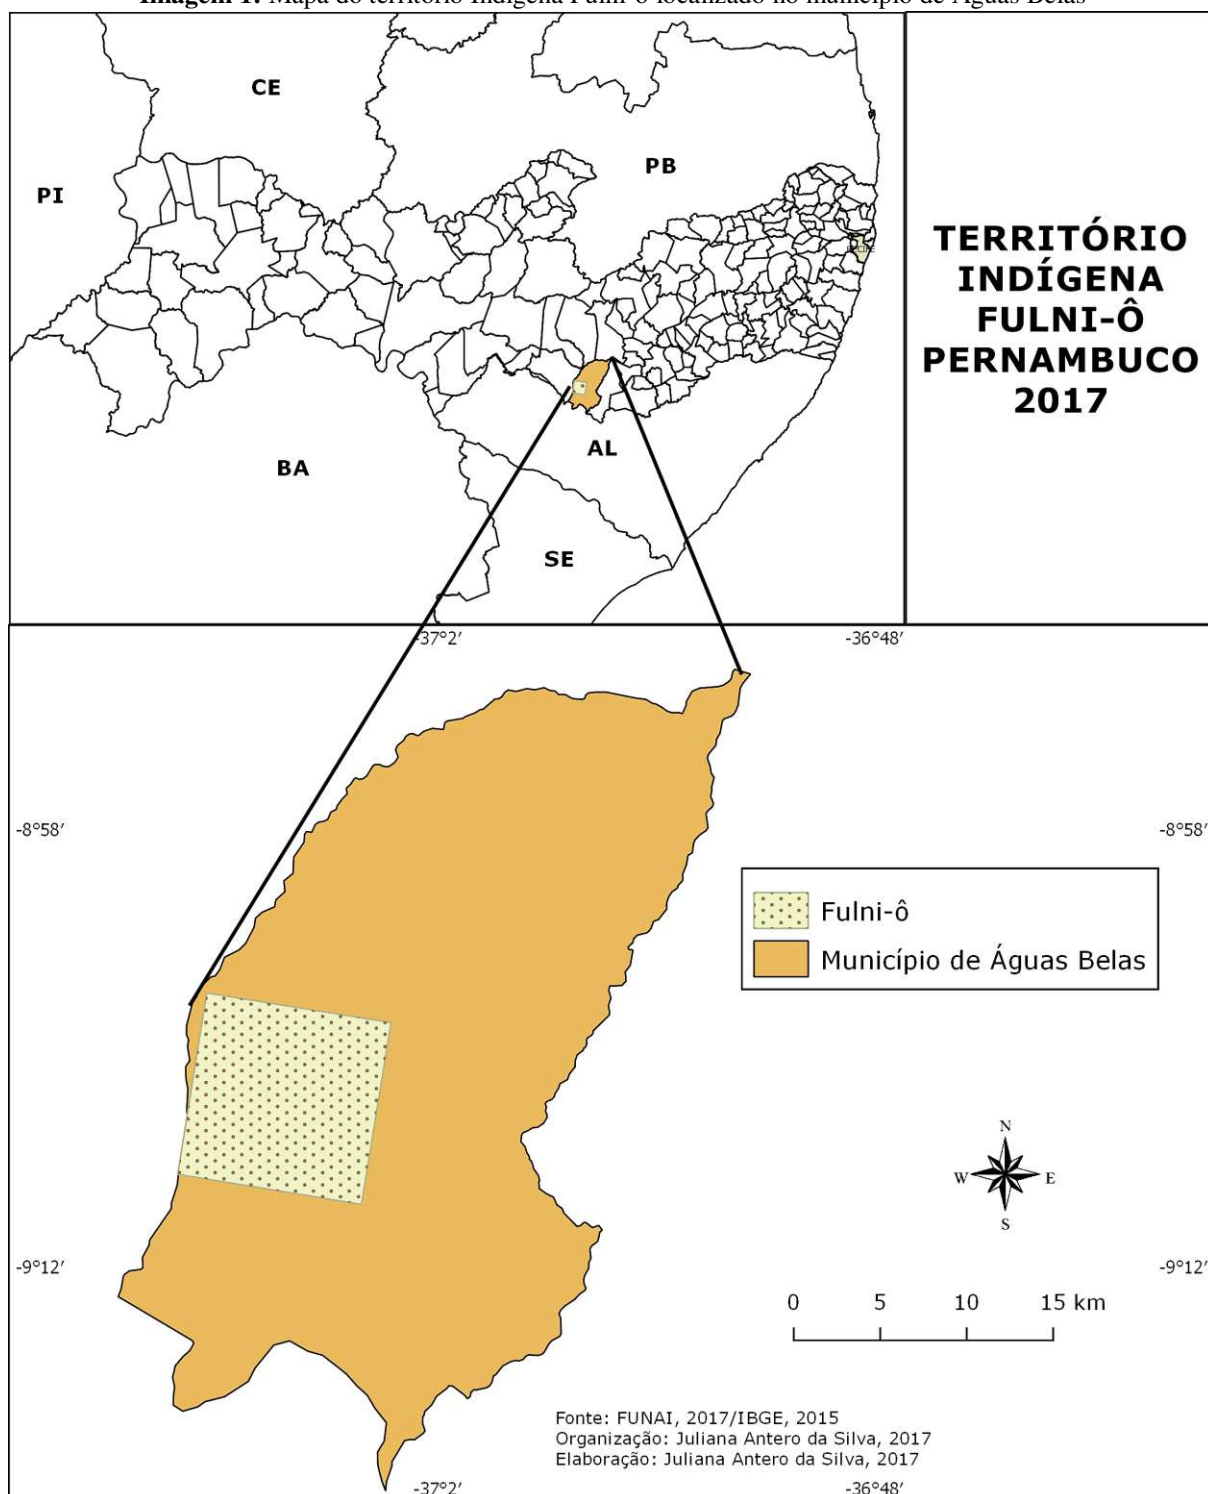 Imagem 1: Mapa do território Indígena Fulni-ô localizado no município de Águas Belas
CE
PI
PB
BA
AL
SE
TERRITÓRIO
INDÍGENA
FULNI-Ô
PERNAMBUCO
2017
-37°2'
-36°48'
-8°58'
-8°58'
Fulni-ô
Município de Águas Belas
N
W
E
S
-9°12'
-9°12'
0 5 10 15 km
Fonte: FUNAI, 2017/IBGE, 2015
Organização: Juliana Antero da Silva, 2017
Elaboração: Juliana Antero da Silva, 2017
-37°2'
-36°48'